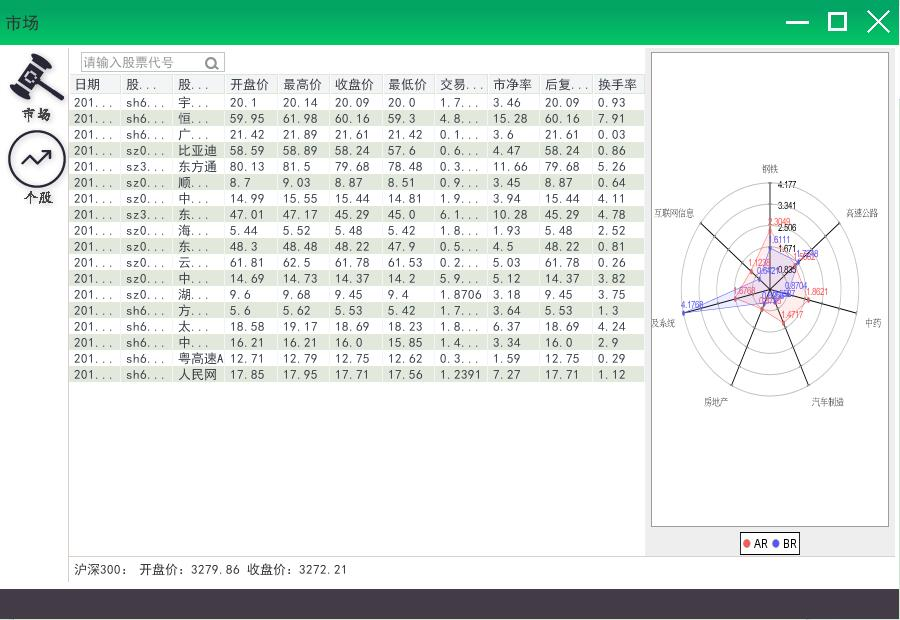 市场
请输入股票代号
市场
个股
日期 股... 股... 开盘价 最高价 收盘价 最低价 交易... 市净率 后复... 换手率
201... sh6... 宇... 20.1 20.14 20.09 20.0 1.7... 3.46 20.09 0.93
201... sh6... 恒... 59.95 61.98 60.16 59.3 4.8... 15.28 60.16 7.91
201... sh6... 广... 21.42 21.89 21.61 21.42 0.1... 3.6 21.61 0.03
201... sz0... 比亚迪 58.59 58.89 58.24 57.6 0.6... 4.47 58.24 0.86
201... sz3... 东方通 80.13 81.5 79.68 78.48 0.3... 11.66 79.68 5.26
201... sz0... 顺... 8.7 9.03 8.87 8.51 0.9... 3.45 8.87 0.64
201... sz0... 中... 14.99 15.55 15.44 14.81 1.9... 3.94 15.44 4.11
201... sz3... 东... 47.01 47.17 45.29 45.0 6.1... 10.28 45.29 4.78
201... sz0... 海... 5.44 5.52 5.48 5.42 1.8... 1.93 5.48 2.52
201... sz0... 东... 48.3 48.48 48.22 47.9 0.5... 4.5 48.22 0.81
201... sz0... 云... 61.81 62.5 61.78 61.53 0.2... 5.03 61.78 0.26
201... sz0... 中... 14.69 14.73 14.37 14.2 5.9... 5.12 14.37 3.82
201... sz0... 湖... 9.6 9.68 9.45 9.4 1.8706 3.18 9.45 3.75
201... sh6... 方... 5.6 5.62 5.53 5.42 1.7... 3.64 5.53 1.3
201... sh6... 太... 18.58 19.17 18.69 18.23 1.8... 6.37 18.69 4.24
201... sh6... 中... 16.21 16.21 16.0 15.85 1.4... 3.34 16.0 2.9
201... sh6... 粤高速A 12.71 12.79 12.75 12.62 0.3... 1.59 12.75 0.29
201... sh6... 人民网 17.85 17.95 17.71 17.56 1.2391 7.27 17.71 1.12
钢铁
4.177
3.341
互联网信息
高速公路
2.3049
2.506
1.6111
1.671
0.835
0.8704
1.8621
4.1768
1.4717
及系统
中药
房地产
汽车制造
AR BR
沪深300: 开盘价: 3279.86 收盘价: 3272.21